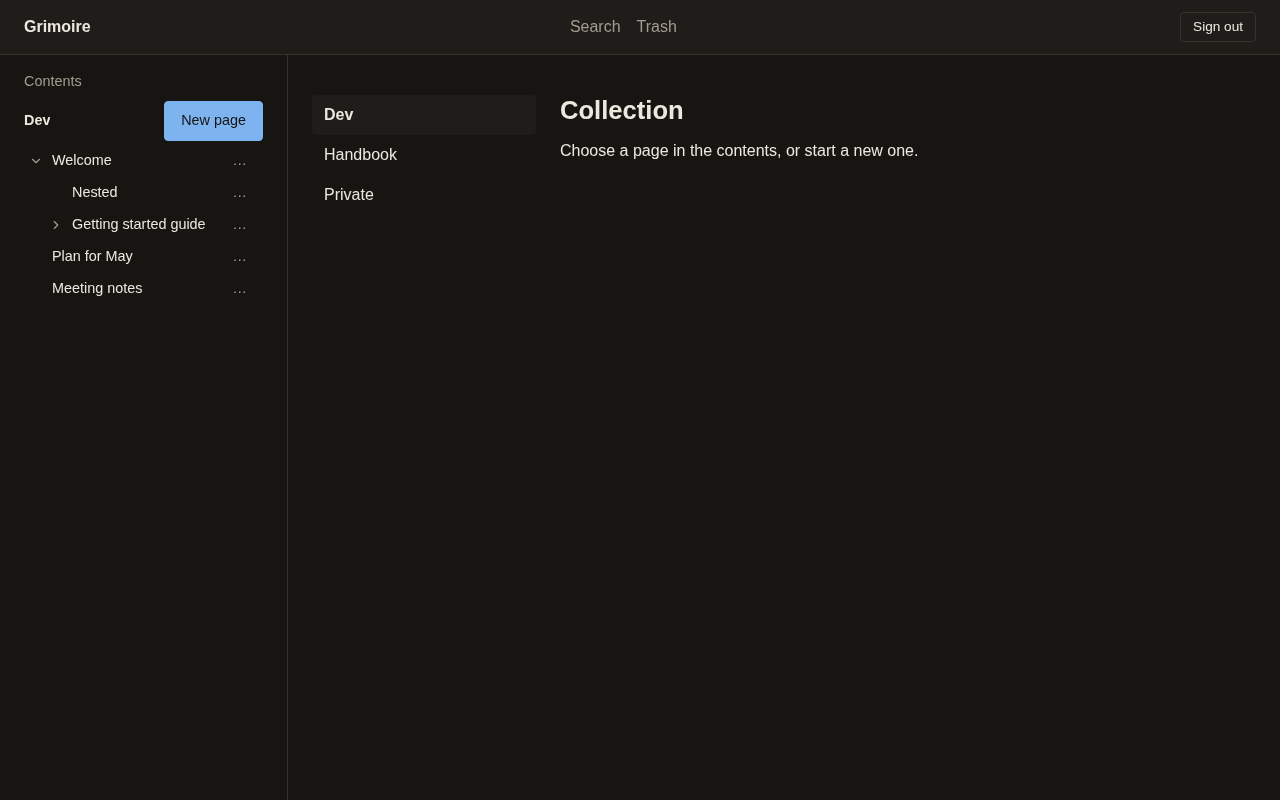 Grimoire
Search Trash
Sign out
Contents
Dev
New page
Welcome ...
Nested ...
Getting started guide ...
Plan for May ...
Meeting notes ...
Dev
Handbook
Private
Collection
Choose a page in the contents, or start a new one.